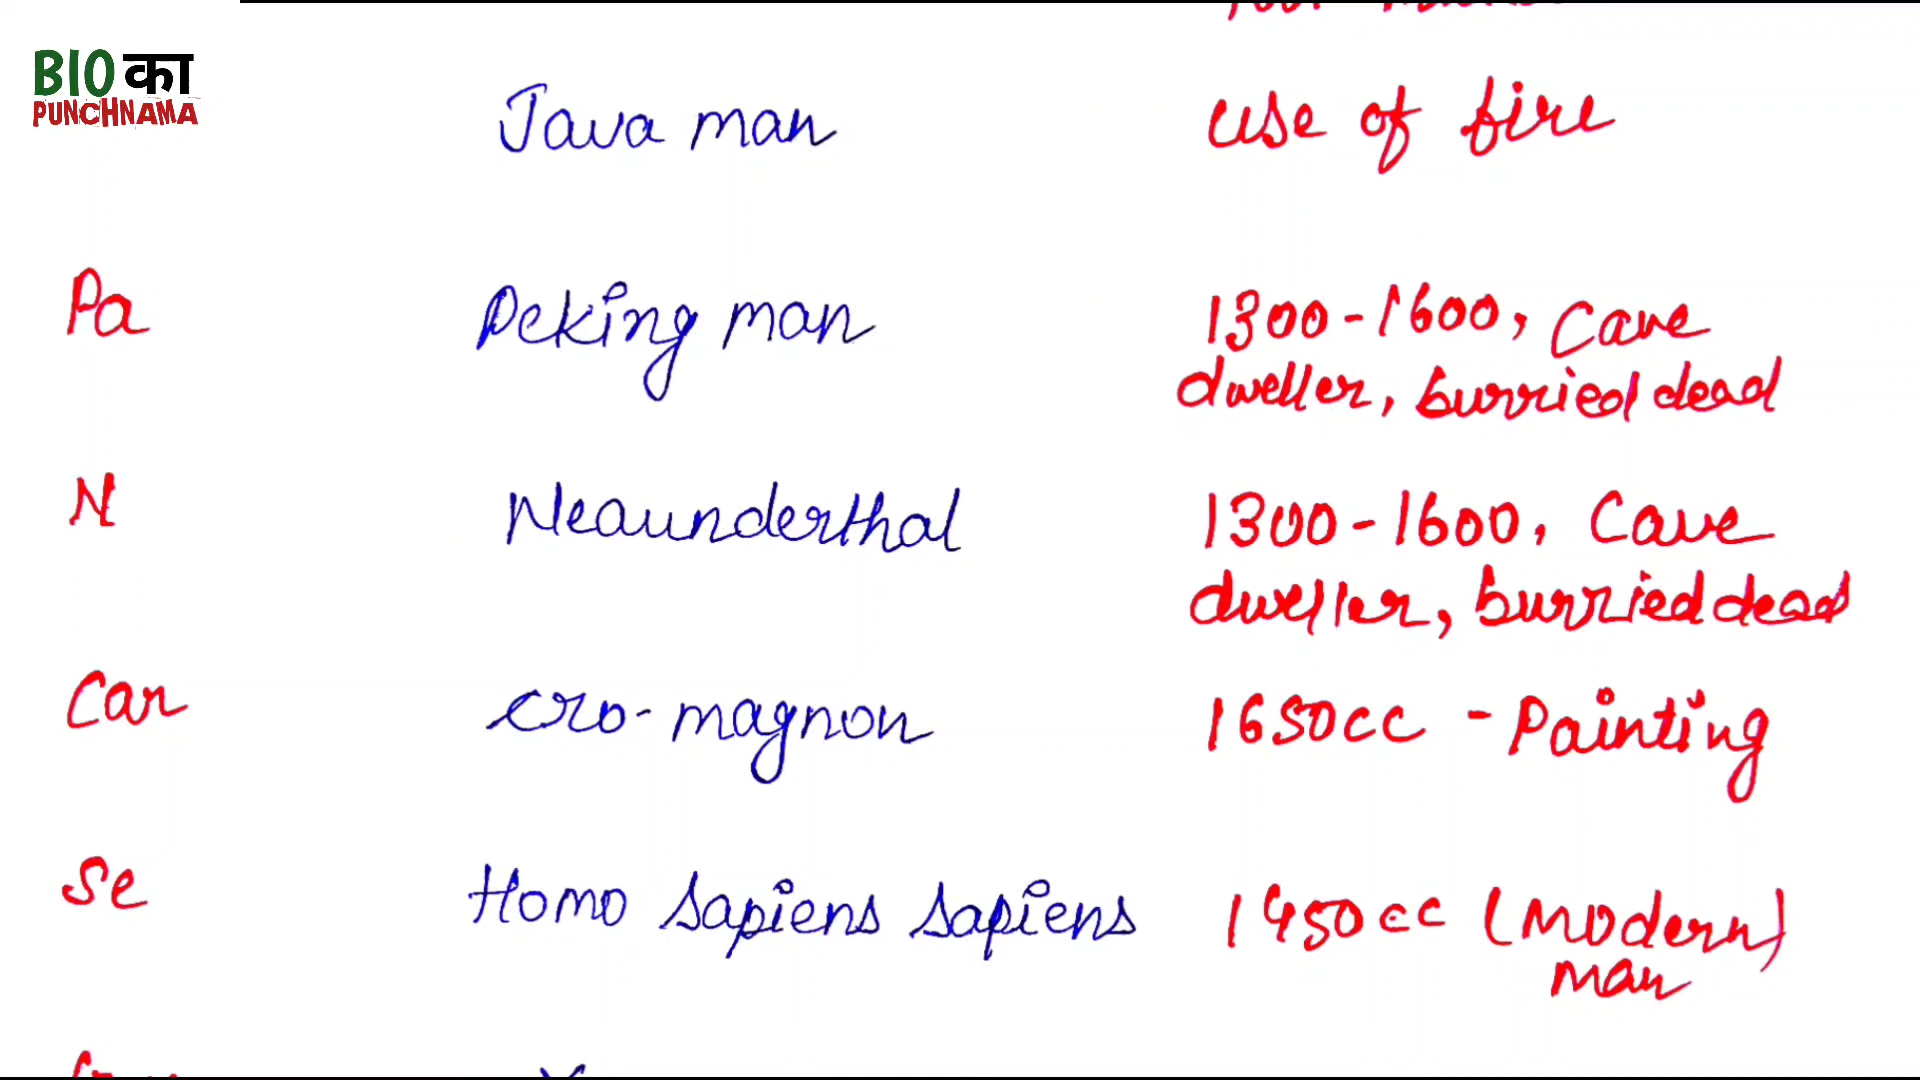 BIO का
PUNCHNAMA
Java man use of fire
Pa Peking man 1300-1600, Cave
dweller, burried dead
N Neaunderthal 1300-1600, Cave
dweller, burried dead
Car cro-magnon 1650cc - Painting
Se Homo sapiens sapiens 1450cc (Modern)
man